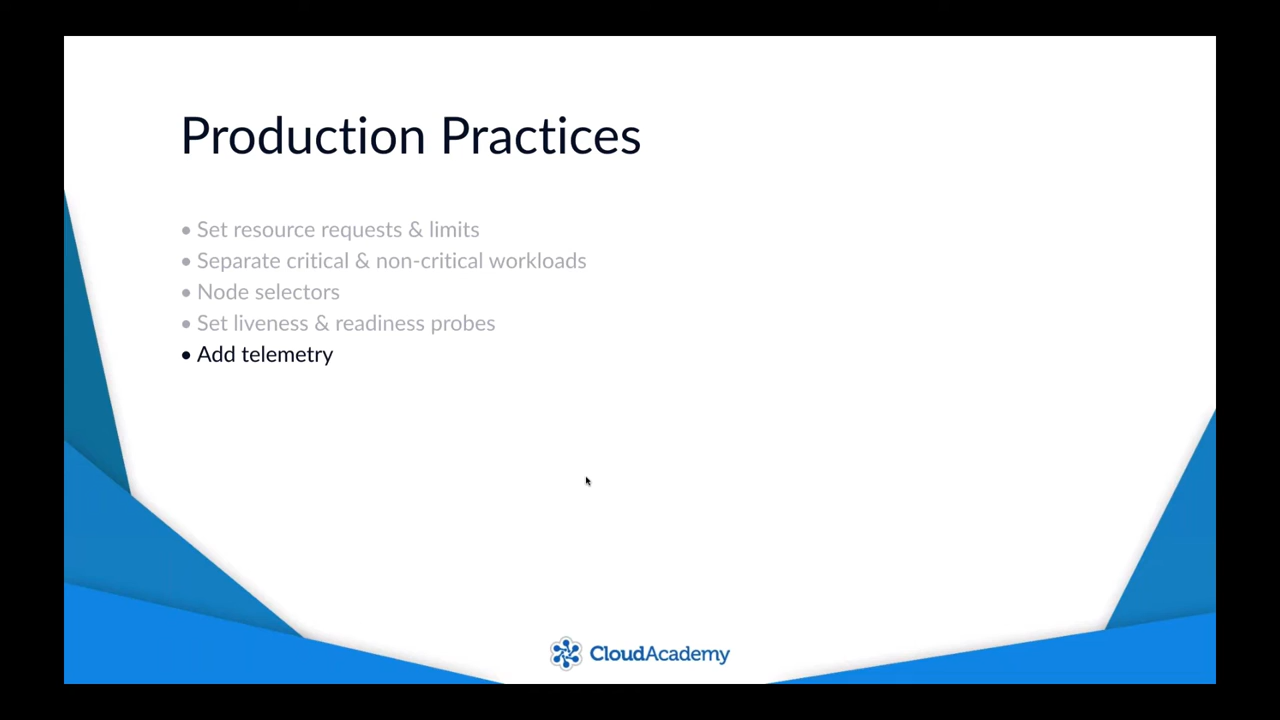 Production Practices
• Set resource requests & limits
• Separate critical & non-critical workloads
• Node selectors
• Set liveness & readiness probes
• Add telemetry
CloudAcademy